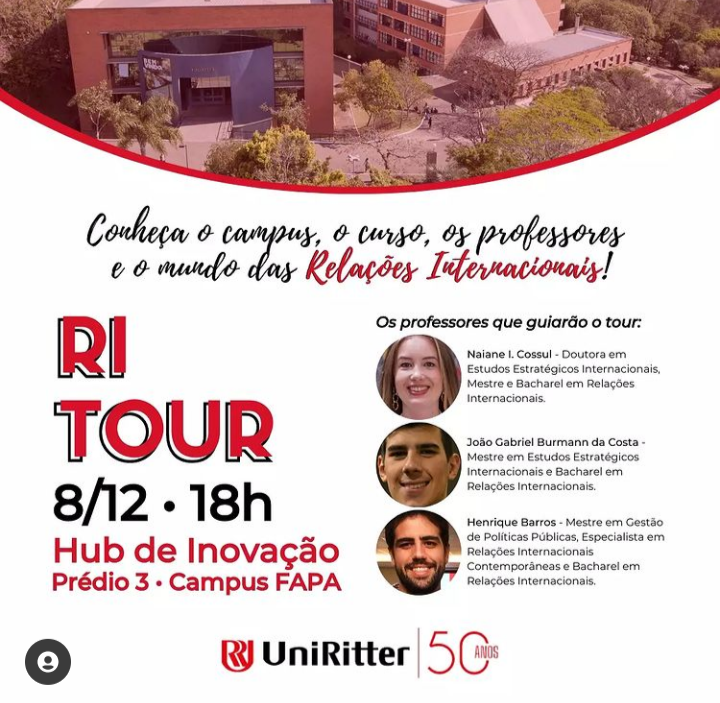 Conheça o campus, o curso, os professores
e o mundo das Relações Internacionais!
RI
TOUR
8/12 • 18h
Hub de Inovação
Prédio 3 • Campus FAPA
Os professores que guiarão o tour:
Naiane I. Cossul - Doutora em
Estudos Estratégicos Internacionais,
Mestre e Bacharel em Relações
Internacionais.
João Gabriel Burmann da Costa -
Mestre em Estudos Estratégicos
Internacionais e Bacharel em
Relações Internacionais.
Henrique Barros - Mestre em Gestão
de Políticas Públicas, Especialista em
Relações Internacionais
Contemporâneas e Bacharel em
Relações Internacionais.
UniRitter 50 ANOS